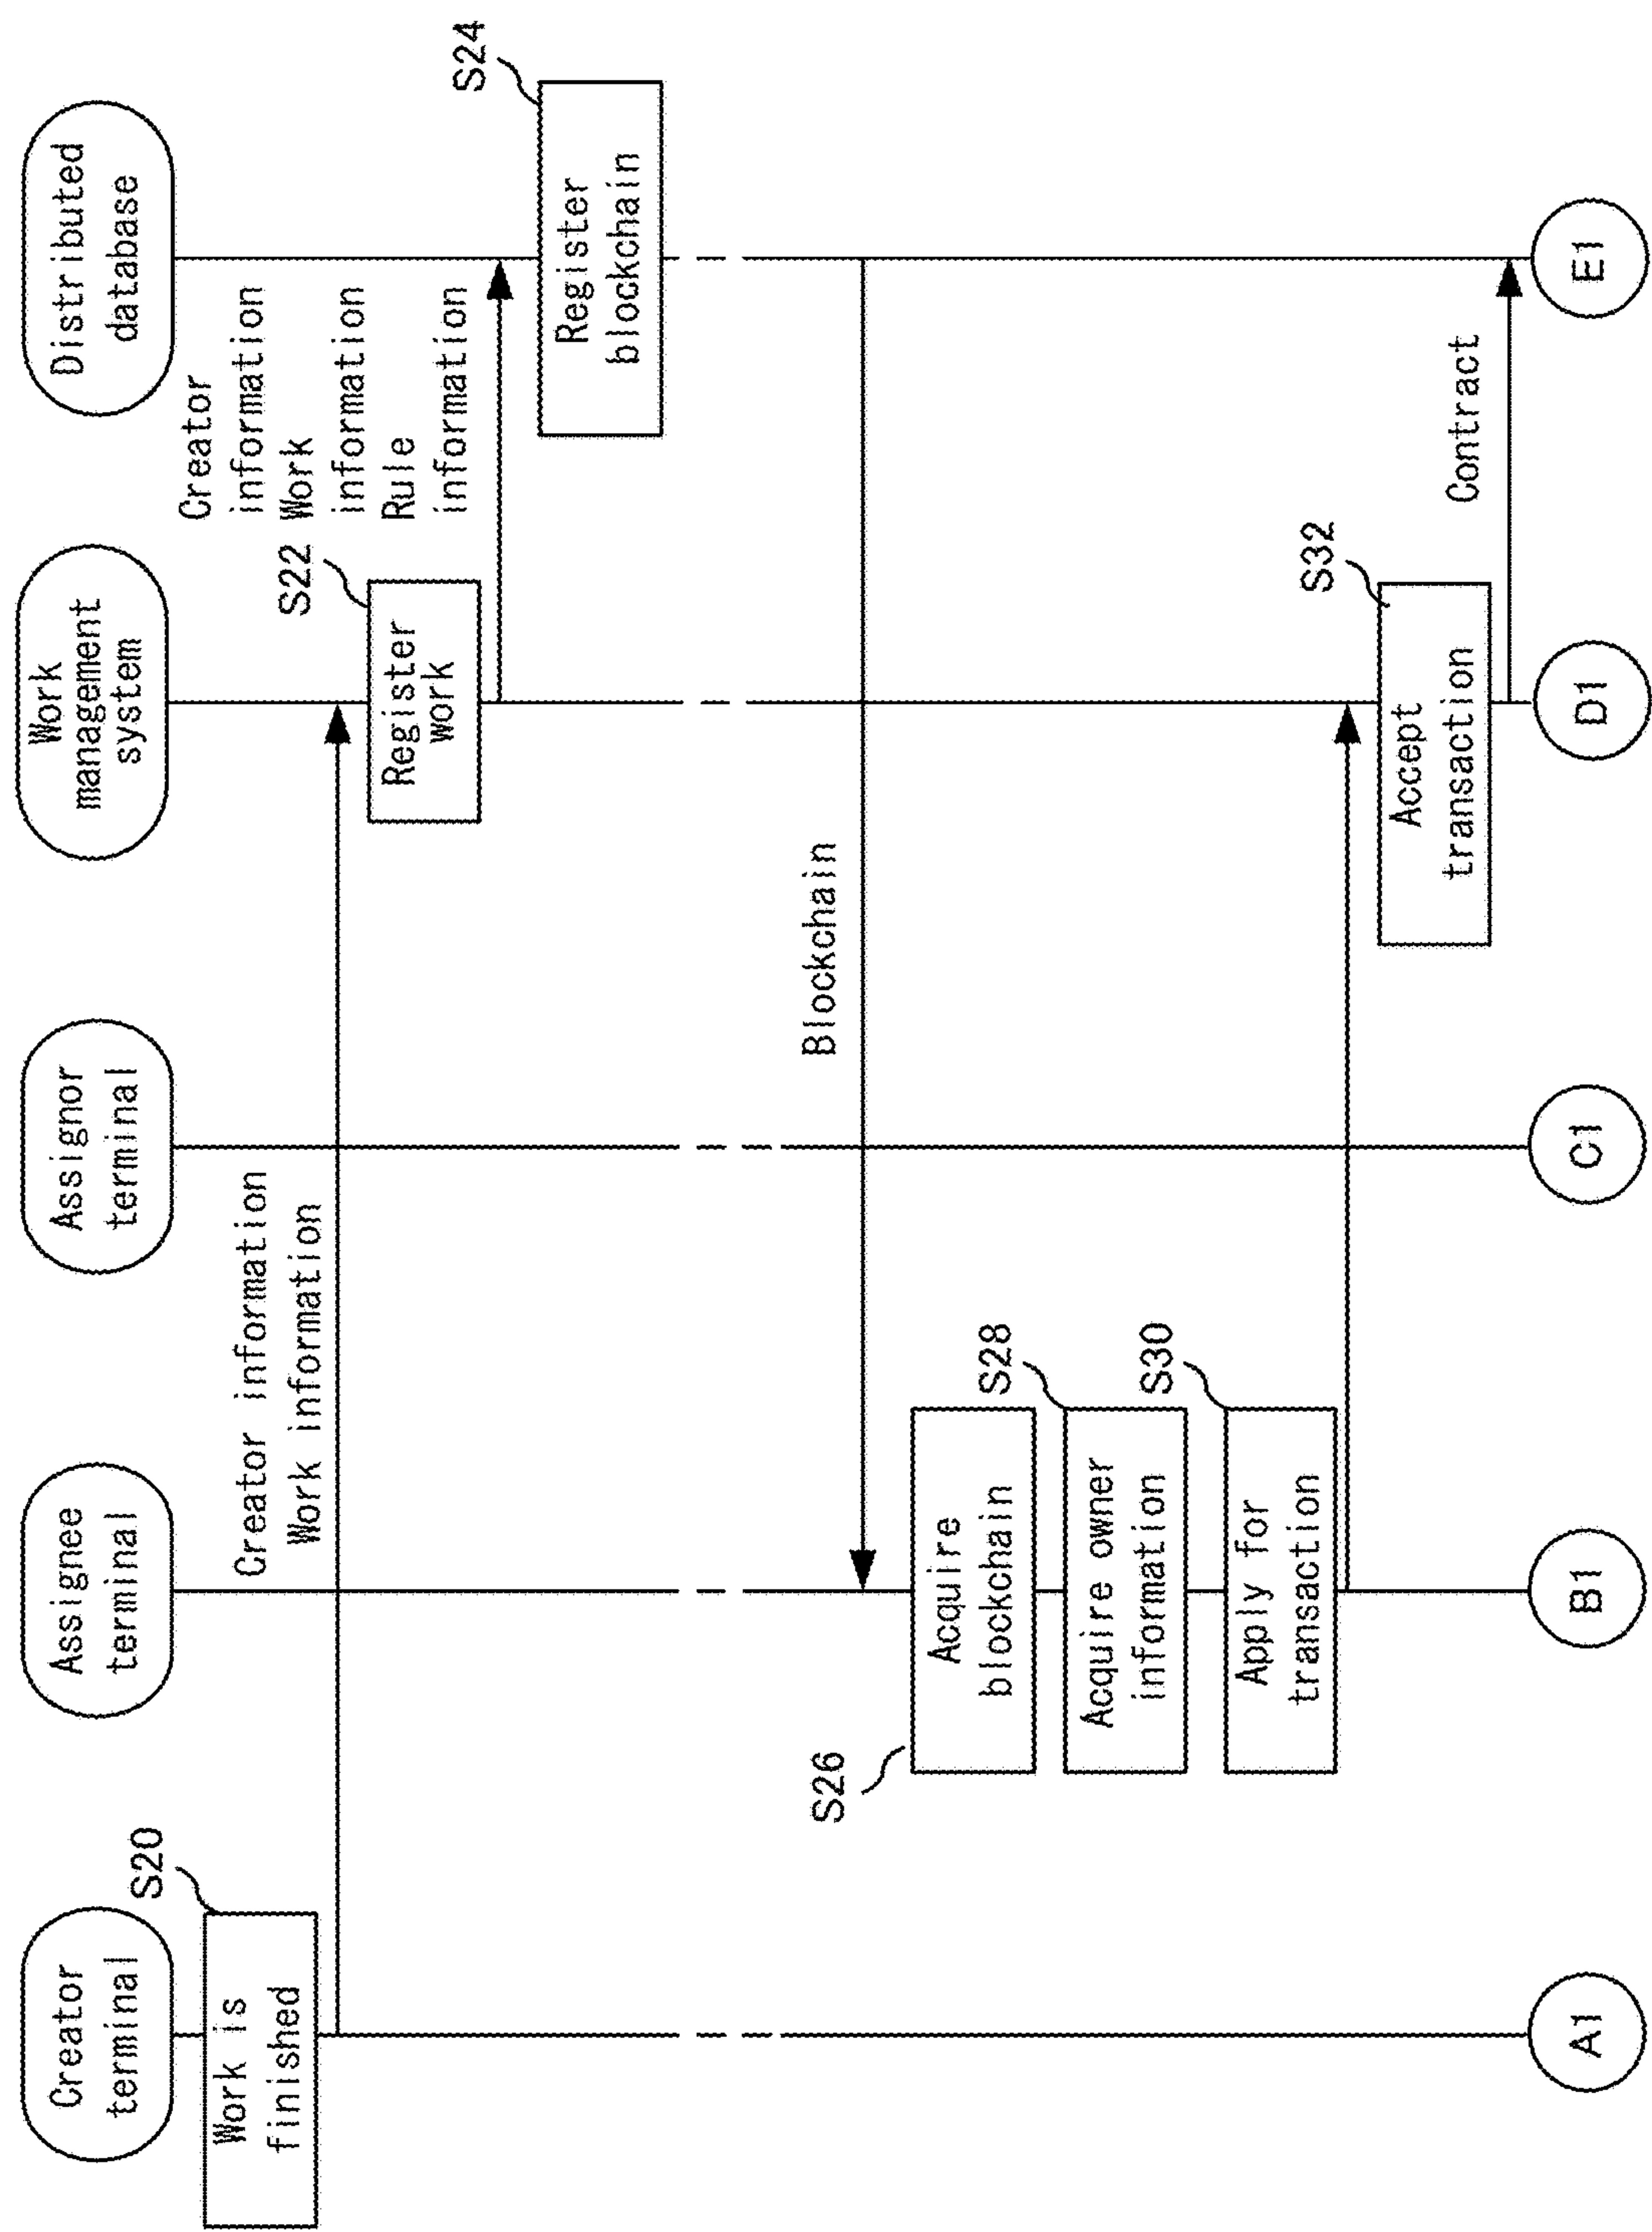 Creator
terminal
Assignee
terminal
Assignor
terminal
Work
management
system
Distributed
database
S20
Work is
finished
Creator information
Work information
S22
Register
work
Creator
information
Work
information
Rule
information
S24
Register
blockchain
Blockchain
S26
Acquire
blockchain
S28
Acquire owner
information
S30
Apply for
transaction
S32
Accept
transaction
Contract
A1
B1
C1
D1
E1